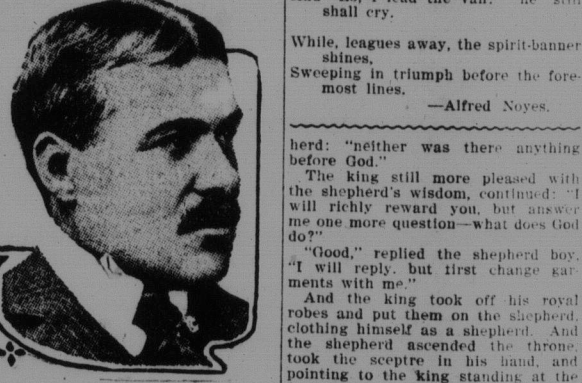 shall cry.
While, leagues away, the spirit-banner
shines,
Sweeping in triumph before the fore-
most lines.
—Alfred Noyes.
herd: "neither was there anything
before God."
The king still more pleased with
the shepherd's wisdom, continued: "I
will richly reward you, but answer
me one more question—what does God
do?"
"Good," replied the shepherd boy.
"I will reply, but first change gar-
ments with me."
And the king took off his royal
robes and put them on the shepherd,
clothing himself as a shepherd. And
the shepherd ascended the throne,
took the sceptre in his hand, and
pointing to the king standing at the